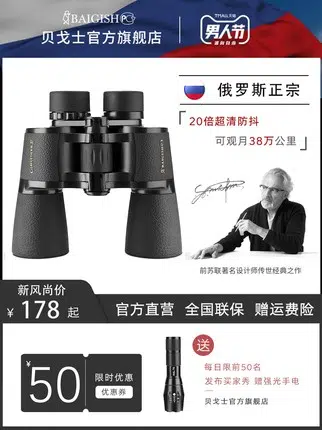 BAIGISH PC
贝戈士官方旗舰店
TMALL天猫
男人节
俄罗斯正宗
20倍超清防抖
可观月38万公里
前苏联著名设计师传世经典之作
新风尚价
¥178起
官方直营 全国联保 赠运费险
¥50
限时优惠
优惠券
送
每日限前50名
发布买家秀 赠强光手电
贝戈士官方旗舰店